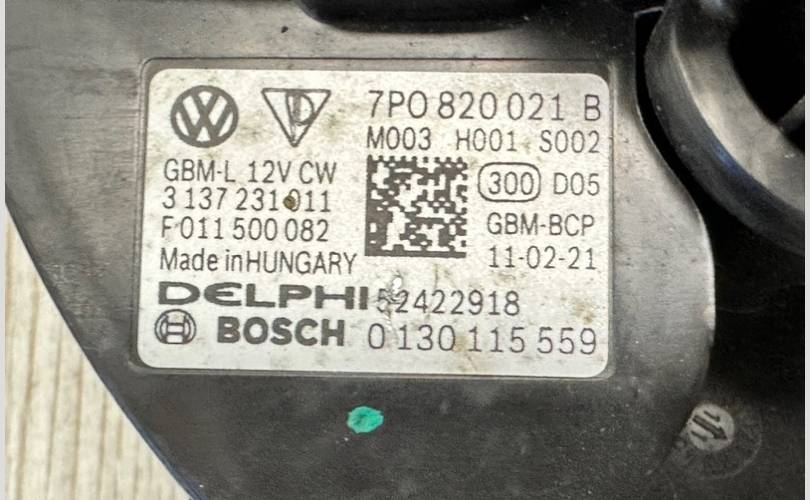 VW D 7P0 820 021 B
M003 H001 S002
GBM-L 12V CW
3 137 231 011
F 011 500 082
Made in HUNGARY
300 D05
GBM-BCP
11-02-21
DELPHI 52422918
BOSCH 0 130 115 559